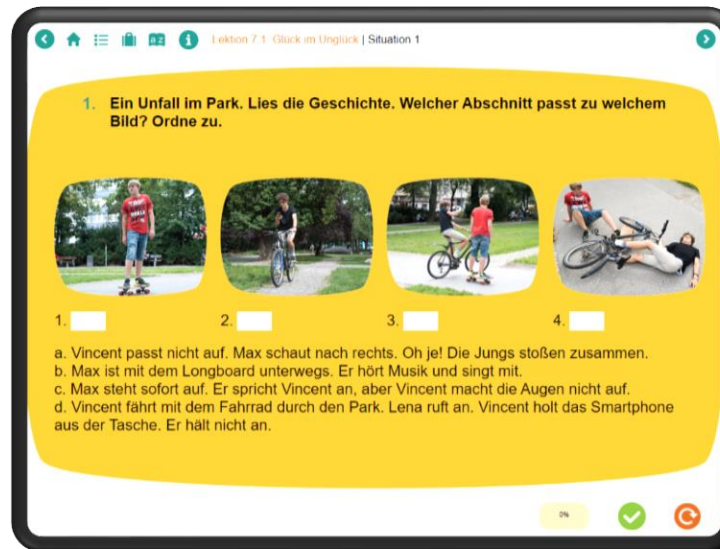 Lektion 7.1: Glück im Unglück | Situation 1
1. Ein Unfall im Park. Lies die Geschichte. Welcher Abschnitt passt zu welchem
Bild? Ordne zu.
1.
2.
3.
4.
a. Vincent passt nicht auf. Max schaut nach rechts. Oh je! Die Jungs stoßen zusammen.
b. Max ist mit dem Longboard unterwegs. Er hört Musik und singt mit.
c. Max steht sofort auf. Er spricht Vincent an, aber Vincent macht die Augen nicht auf.
d. Vincent fährt mit dem Fahrrad durch den Park. Lena ruft an. Vincent holt das Smartphone
aus der Tasche. Er hält nicht an.
0%